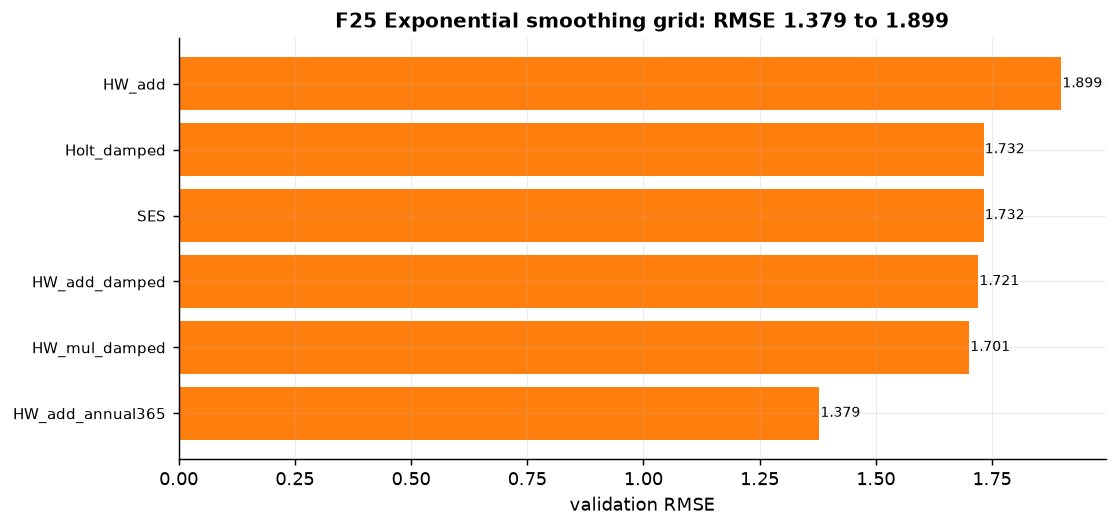 F25 Exponential smoothing grid: RMSE 1.379 to 1.899
HW_add
1.899
Holt_damped
1.732
SES
1.732
HW_add_damped
1.721
HW_mul_damped
1.701
HW_add_annual365
1.379
0.00 0.25 0.50 0.75 1.00 1.25 1.50 1.75
validation RMSE